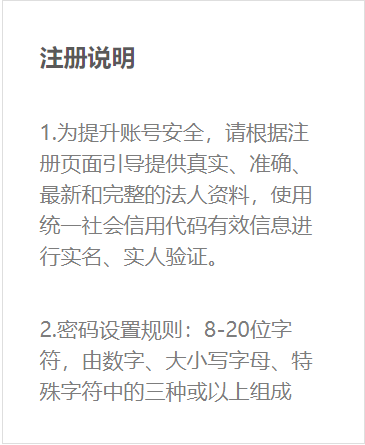 注册说明
1.为提升账号安全，请根据注
册页面引导提供真实、准确、
最新和完整的法人资料，使用
统一社会信用代码有效信息进
行实名、实人验证。
2.密码设置规则：8-20位字
符，由数字、大小写字母、特
殊字符中的三种或以上组成